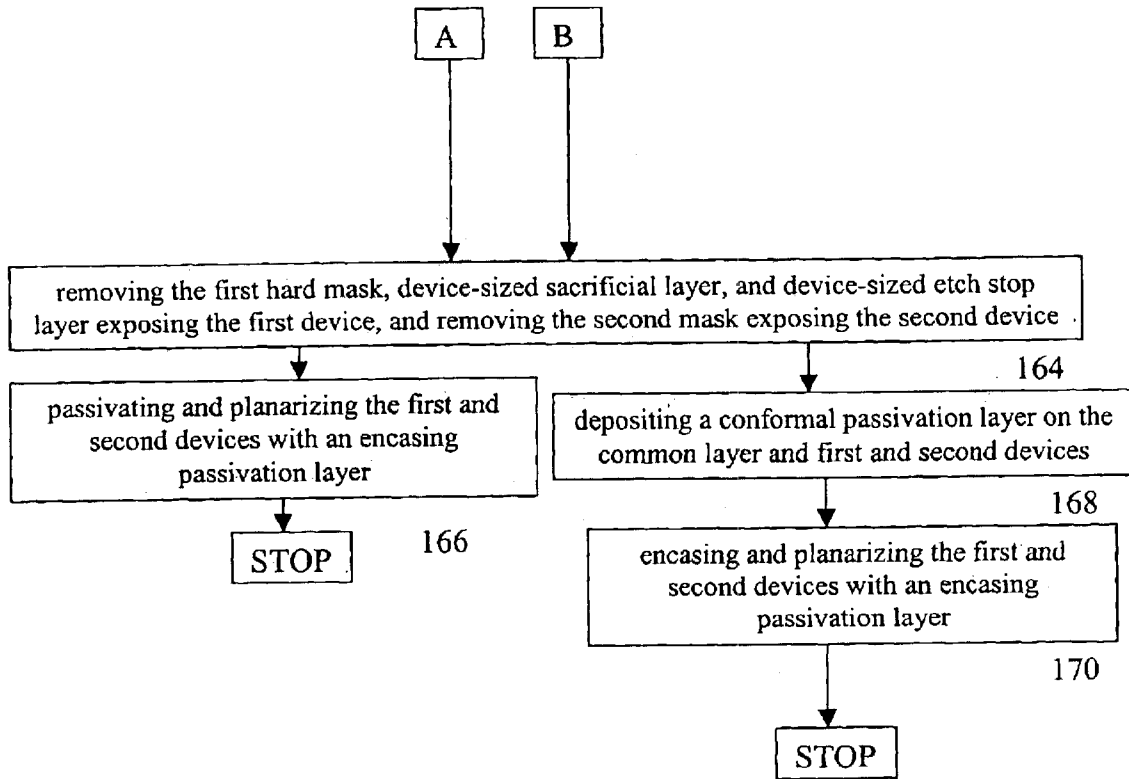 A
B
removing the first hard mask, device-sized sacrificial layer, and device-sized etch stop
layer exposing the first device, and removing the second mask exposing the second device
164
passivating and planarizing the first and
second devices with an encasing
passivation layer
166
STOP
depositing a conformal passivation layer on the
common layer and first and second devices
168
encasing and planarizing the first and
second devices with an encasing
passivation layer
170
STOP